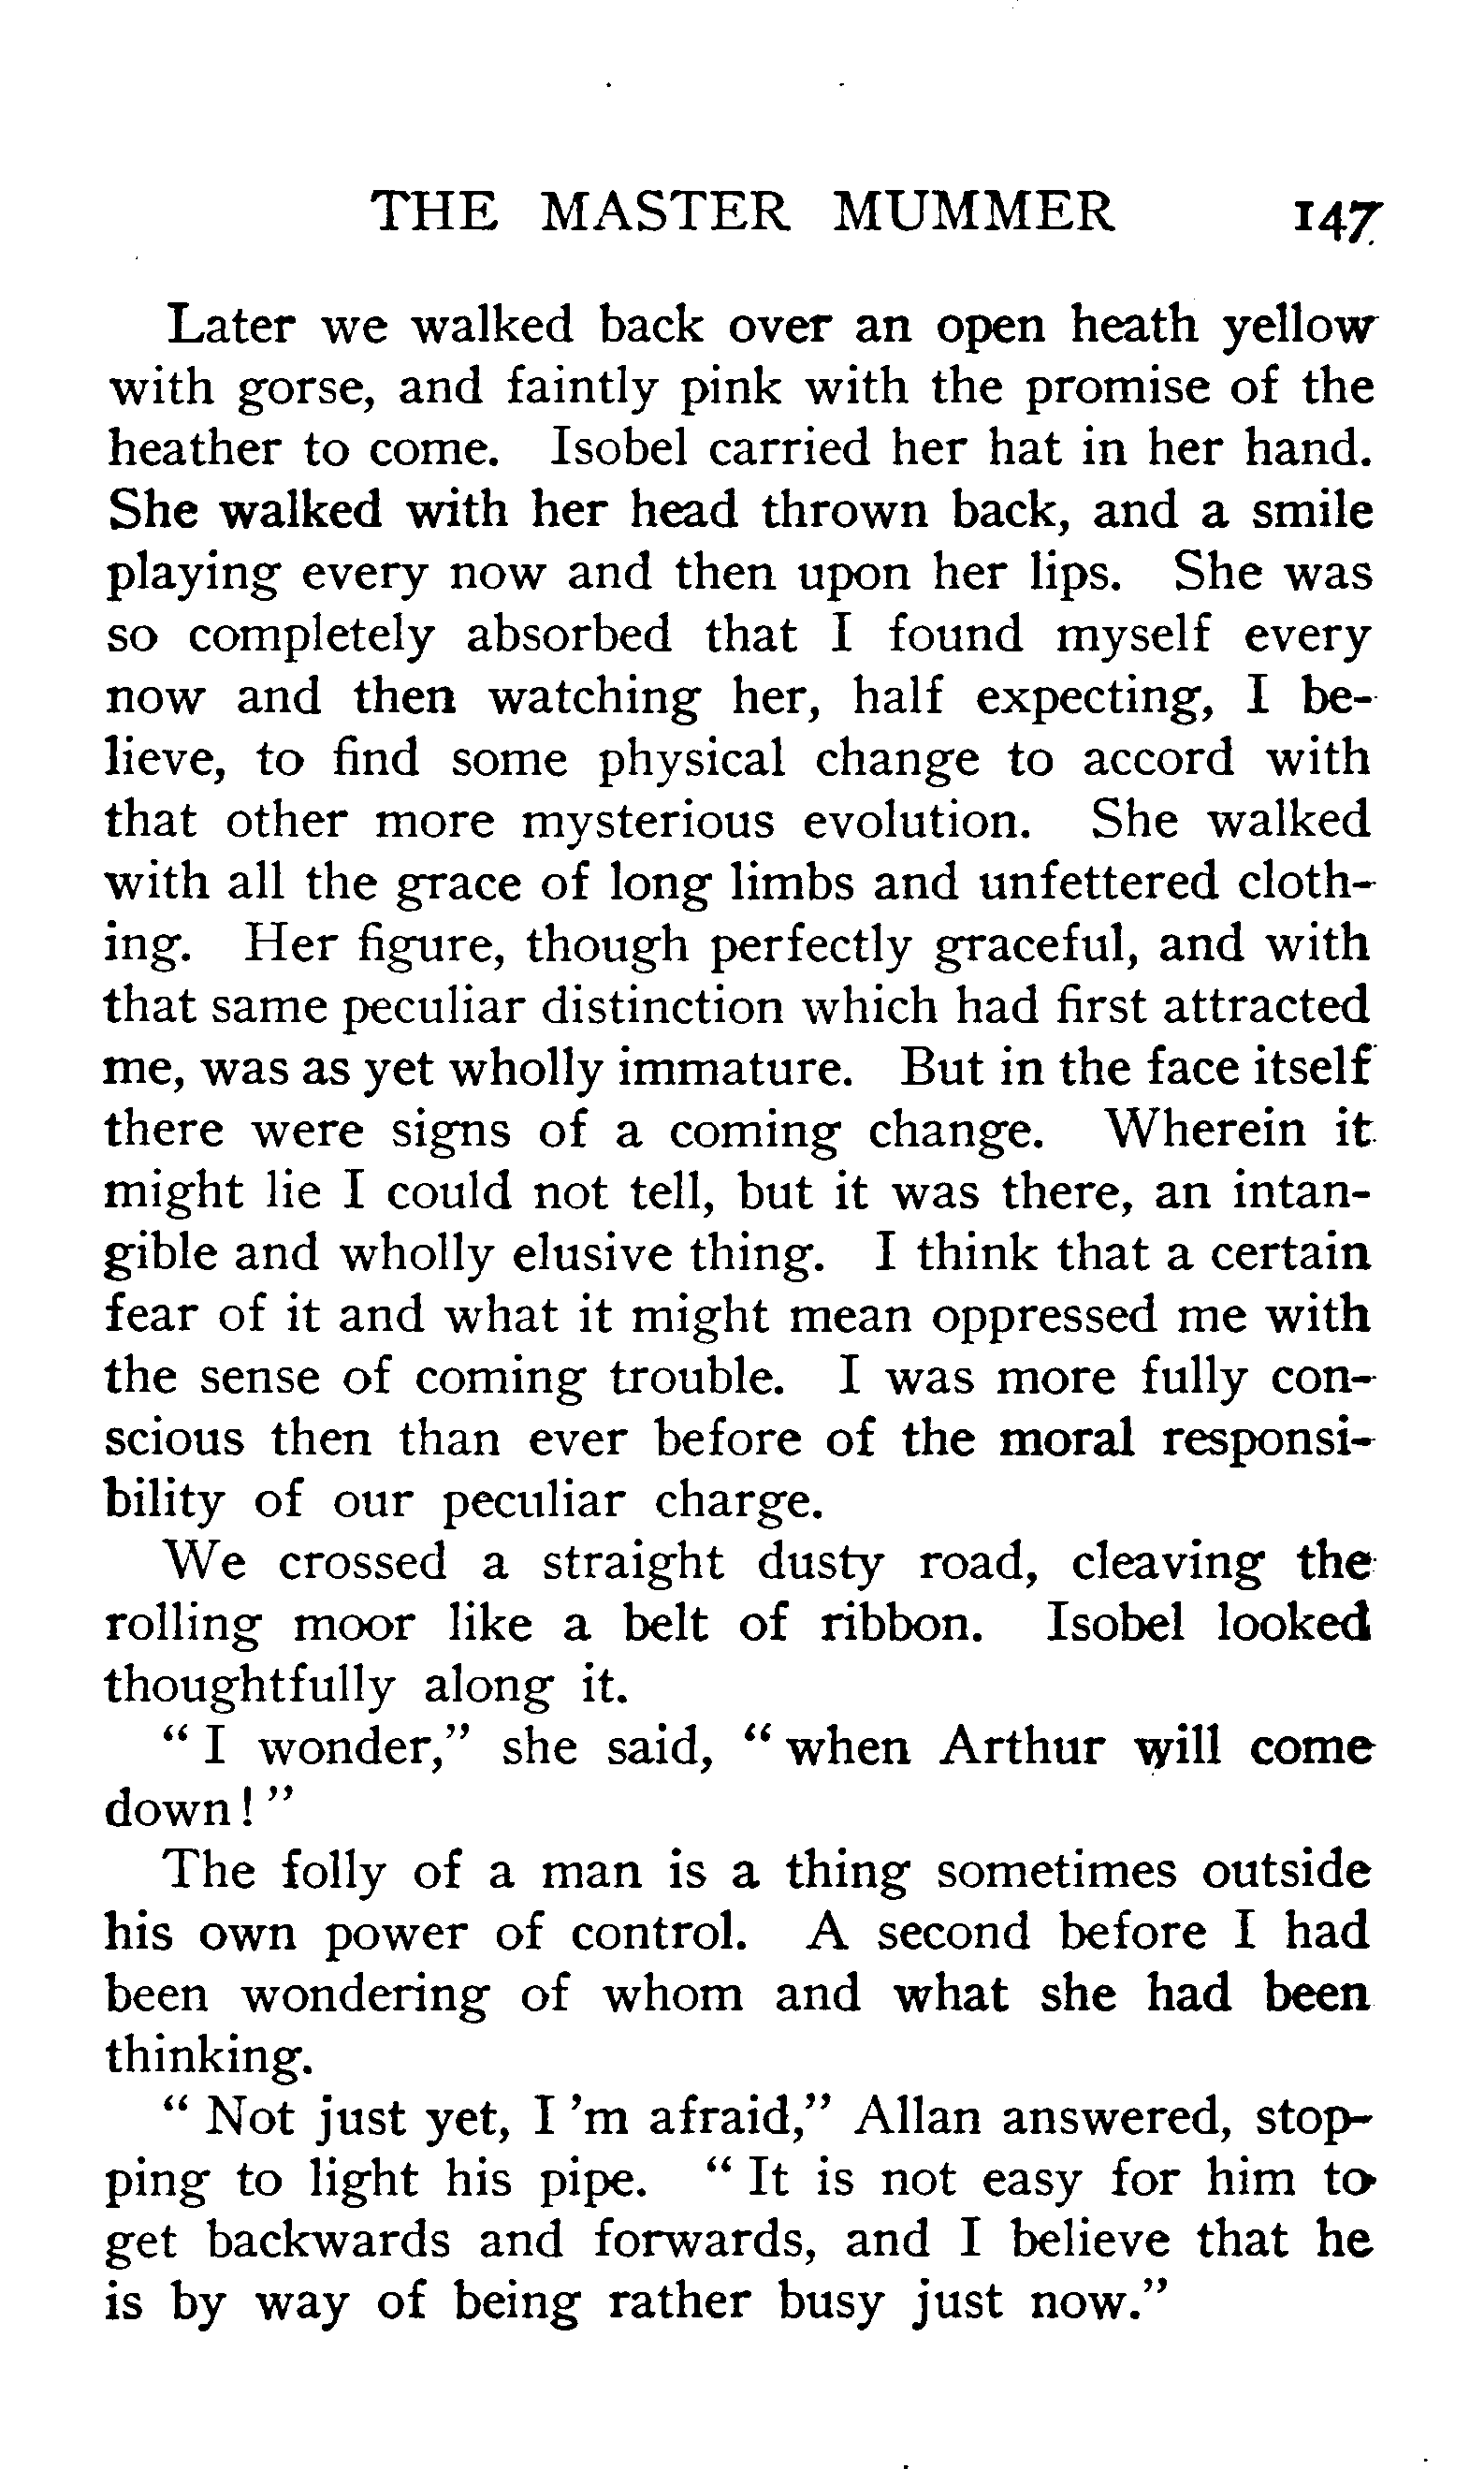 THE MASTER MUMMER 147
Later we walked back over an open heath yellow
with gorse, and faintly pink with the promise of the
heather to come. Isobel carried her hat in her hand.
She walked with her head thrown back, and a smile
playing every now and then upon her lips. She was
so completely absorbed that I found myself every
now and then watching her, half expecting, I be-
lieve, to find some physical change to accord with
that other more mysterious evolution. She walked
with all the grace of long limbs and unfettered cloth-
ing. Her figure, though perfectly graceful, and with
that same peculiar distinction which had first attracted
me, was as yet wholly immature. But in the face itself
there were signs of a coming change. Wherein it
might lie I could not tell, but it was there, an intan-
gible and wholly elusive thing. I think that a certain
fear of it and what it might mean oppressed me with
the sense of coming trouble. I was more fully con-
scious then than ever before of the moral responsi-
bility of our peculiar charge.
We crossed a straight dusty road, cleaving the
rolling moor like a belt of ribbon. Isobel looked
thoughtfully along it.
" I wonder," she said, " when Arthur will come
down! "
The folly of a man is a thing sometimes outside
his own power of control. A second before I had
been wondering of whom and what she had been
thinking.
" Not just yet, I 'm afraid," Allan answered, stop-
ping to light his pipe. " It is not easy for him to
get backwards and forwards, and I believe that he
is by way of being rather busy just now."